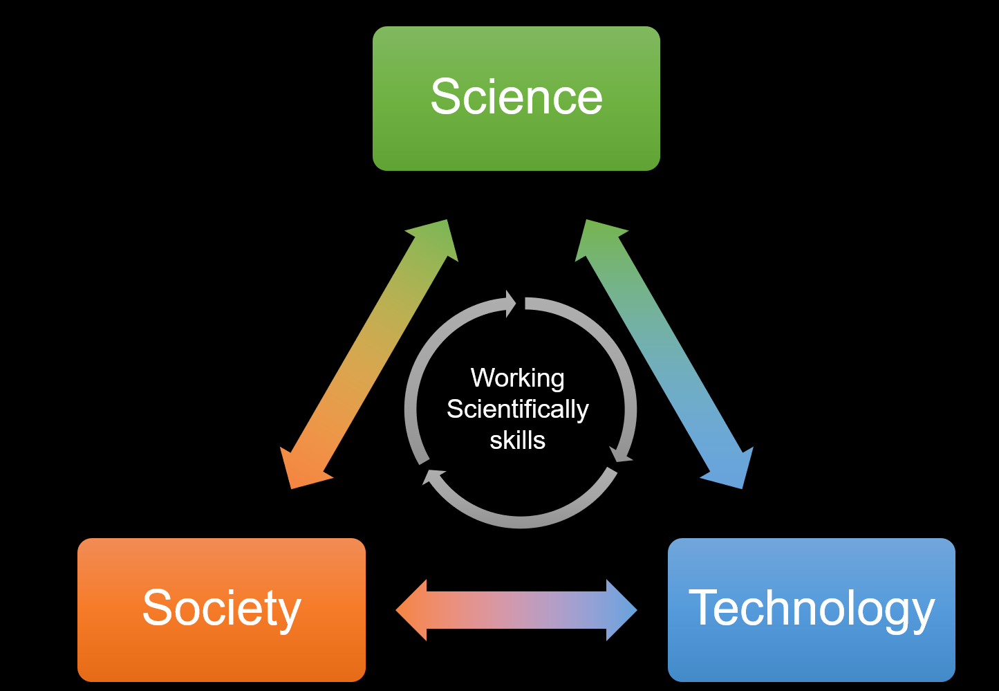 Science
Working
Scientifically
skills
Society
Technology